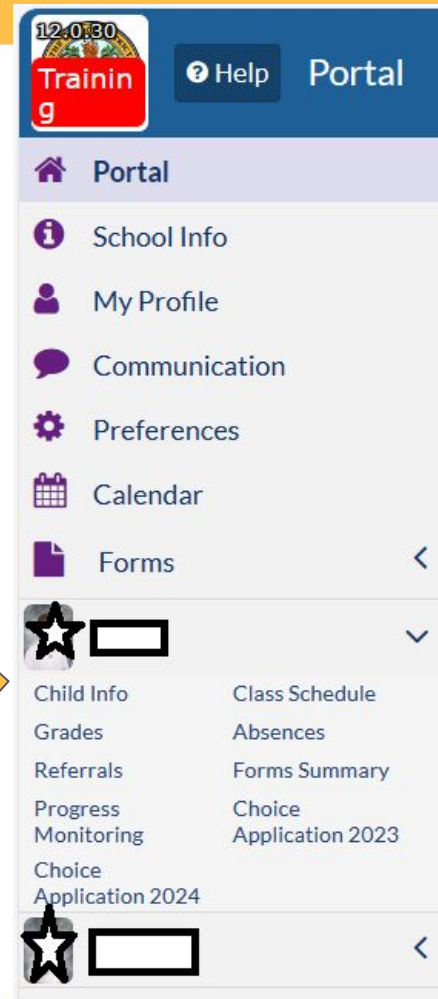 12.0.30
Trainin
g
Help
Portal
Portal
School Info
My Profile
Communication
Preferences
Calendar
Forms
Child Info
Class Schedule
Grades
Absences
Referrals
Forms Summary
Progress
Monitoring
Choice
Application 2023
Choice
Application 2024